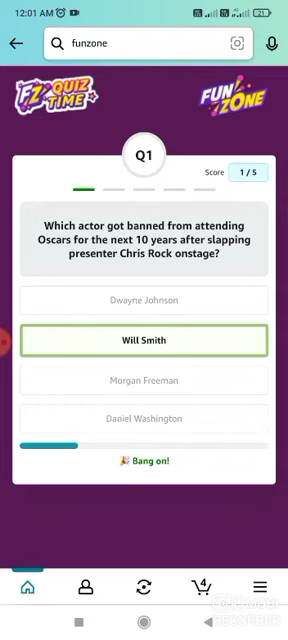 12:01 AM
21
funzone
FZ QUIZ
TIME
FUN
ZONE
Q1
Score 1 / 5
Which actor got banned from attending
Oscars for the next 10 years after slapping
presenter Chris Rock onstage?
Dwayne Johnson
Will Smith
Morgan Freeman
Daniel Washington
🎉 Bang on!
4
RECORDER